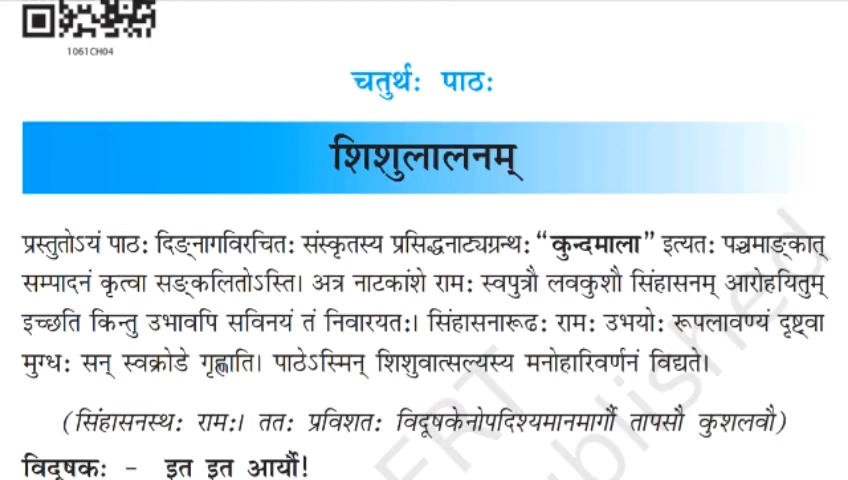 1061CH04
चतुर्थः पाठः
शिशुलालनम्
प्रस्तुतोऽयं पाठः दिङ्नागविरचितः संस्कृतस्य प्रसिद्धनाट्यग्रन्थः “कुन्दमाला” इत्यतः पञ्चमाङ्कात्
सम्पादनं कृत्वा सङ्कलितोऽस्ति। अत्र नाटकांशे रामः स्वपुत्रौ लवकुशौ सिंहासनम् आरोहयितुम्
इच्छति किन्तु उभावपि सविनयं तं निवारयतः। सिंहासनारूढः रामः उभयोः रूपलावण्यं दृष्ट्वा
मुग्धः सन् स्वक्रोडे गृह्णाति। पाठेऽस्मिन् शिशुवात्सल्यस्य मनोहारिवर्णनं विद्यते।
(सिंहासनस्थः रामः। ततः प्रविशतः विदूषकेनोपदिश्यमानमार्गौ तापसौ कुशलवौ)
विदूषकः - इत इत आर्यौ!